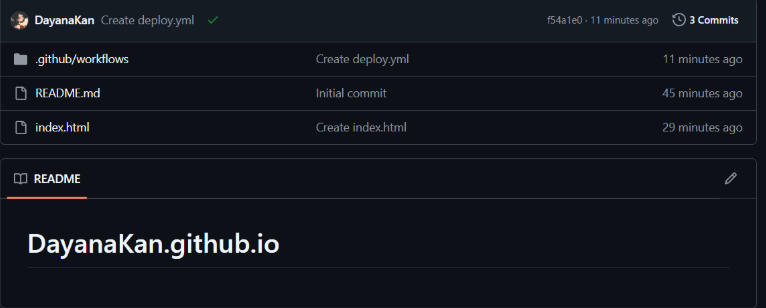 DayanaKan Create deploy.yml f54a1e0 · 11 minutes ago 3 Commits
.github/workflows Create deploy.yml 11 minutes ago
README.md Initial commit 45 minutes ago
index.html Create index.html 29 minutes ago
README
DayanaKan.github.io